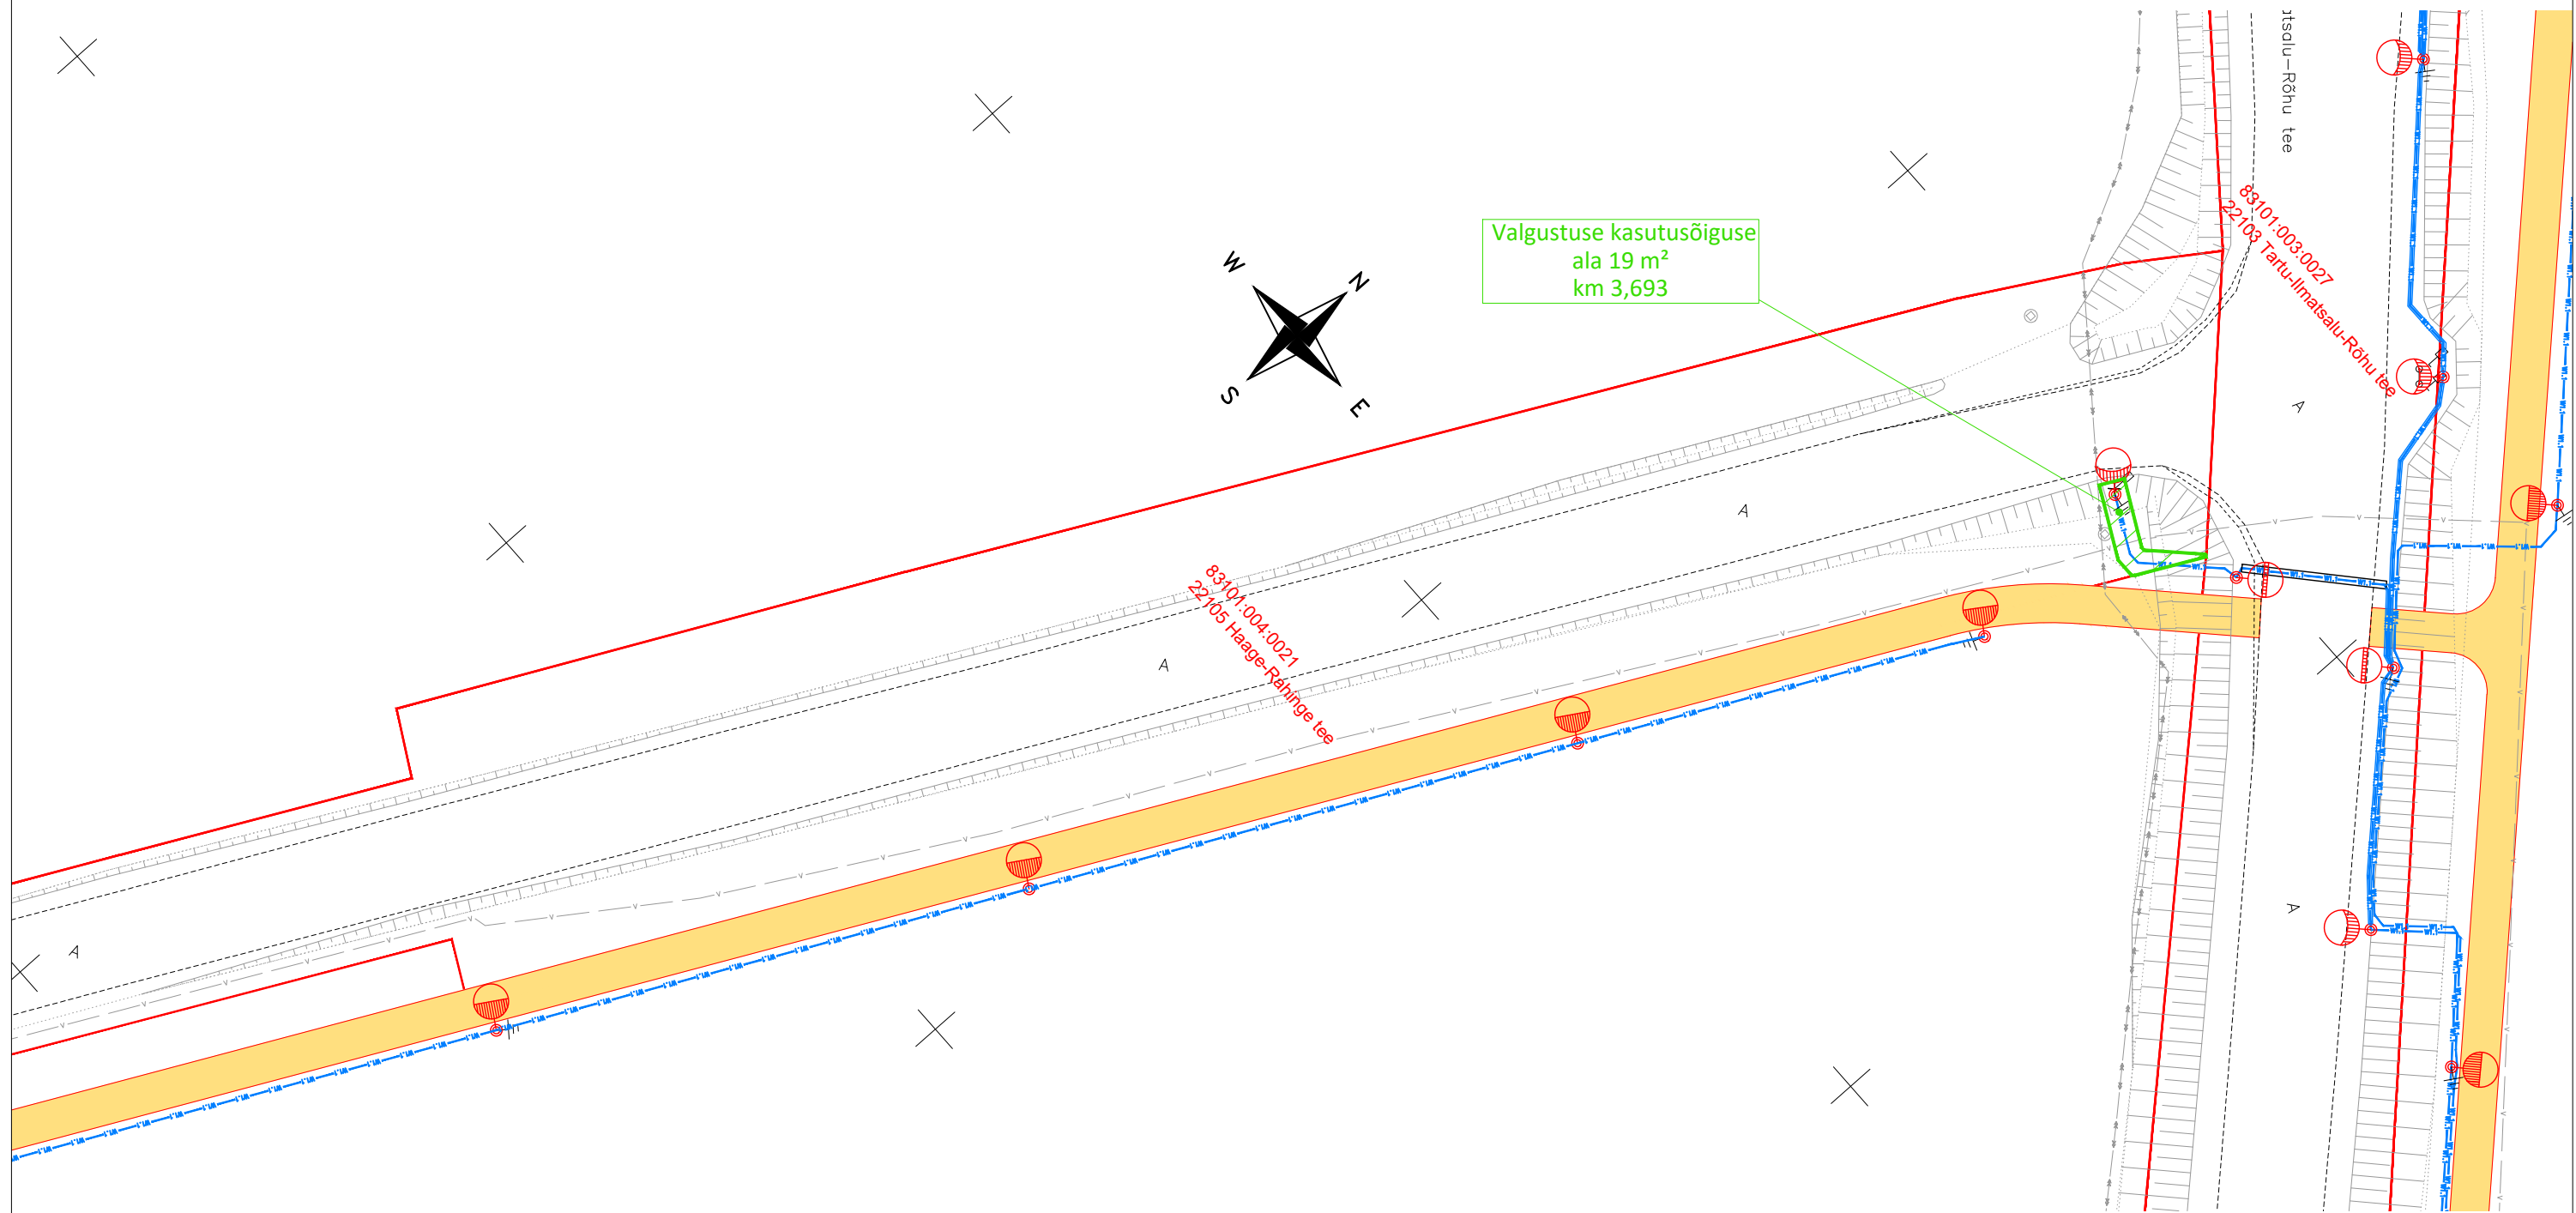 atsalu-Rõhu tee
83101:003:0027
22103 Tartu-Ilmatsalu-Rõhu tee
Valgustuse kasutusõiguse
ala 19 m²
km 3,693
W
N
S
E
83101:004:0021
22105 Haage-Rahinge tee
A
A
A
A
A